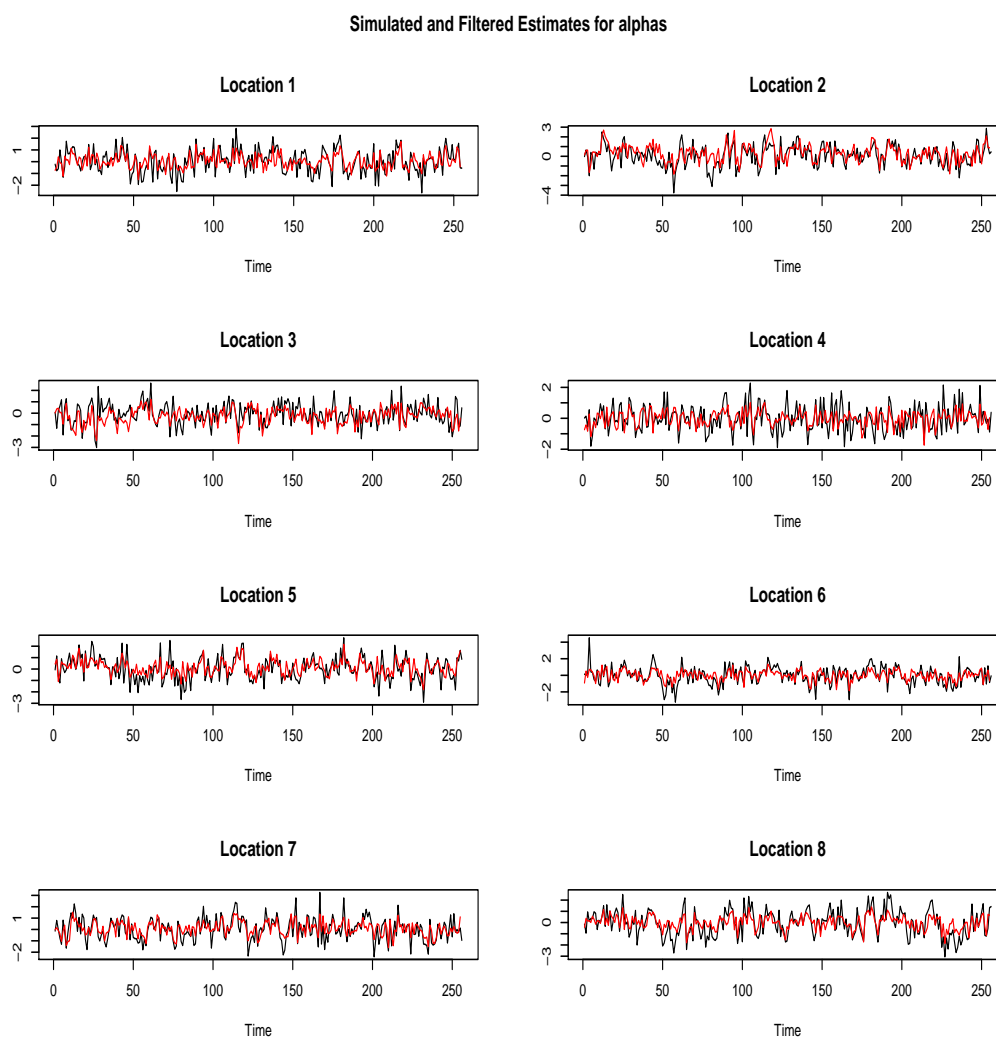 Simulated and Filtered Estimates for alphas
Location 1
1
-2
0 50 100 150 200 250
Time
Location 2
3
0
-4
0 50 100 150 200 250
Time
Location 3
0
-3
0 50 100 150 200 250
Time
Location 4
2
0
-2
0 50 100 150 200 250
Time
Location 5
0
-3
0 50 100 150 200 250
Time
Location 6
2
-2
0 50 100 150 200 250
Time
Location 7
1
-2
0 50 100 150 200 250
Time
Location 8
0
-3
0 50 100 150 200 250
Time